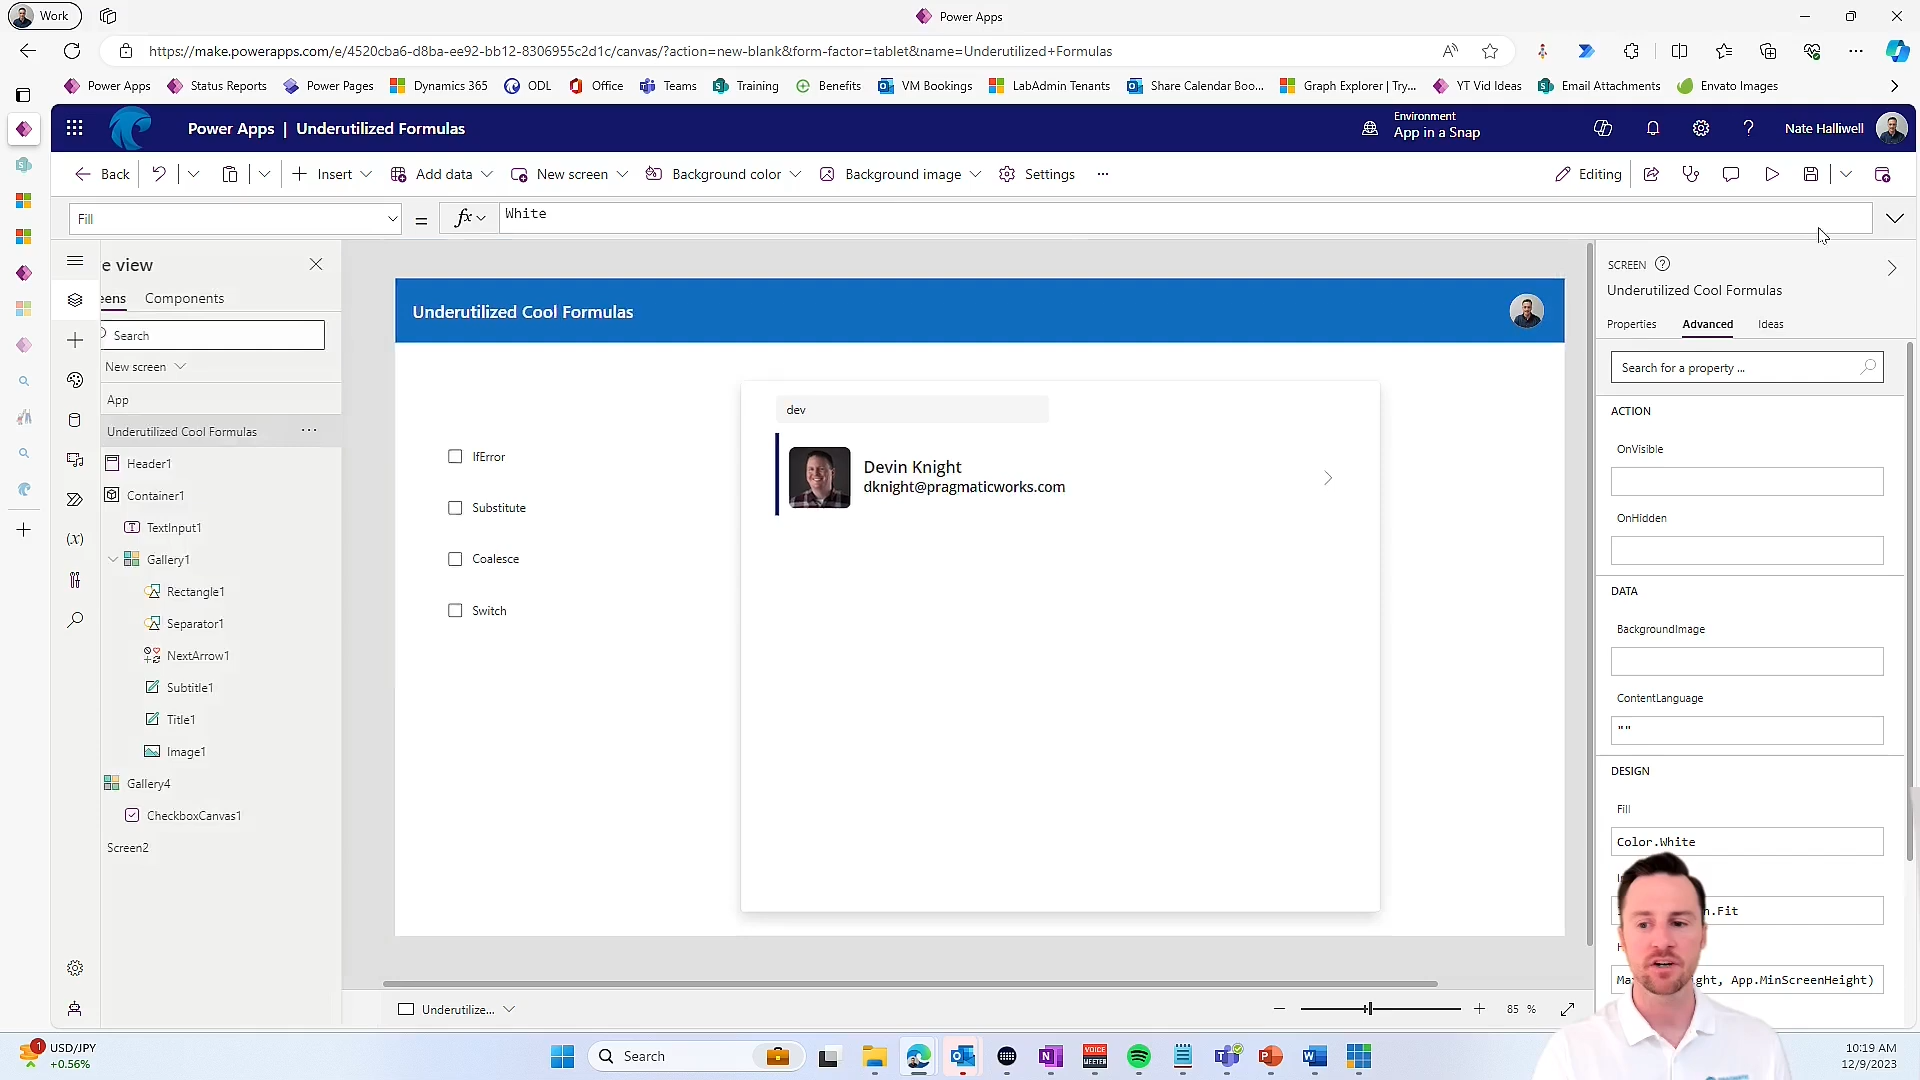 Work
Power Apps
https://make.powerapps.com/e/4520cba6-d8ba-ee92-bb12-8306955c2d1c/canvas/?action=new-blank&form-factor=tablet&name=Underutilized+Formulas
Power Apps Status Reports Power Pages Dynamics 365 ODL Office Teams Training Benefits VM Bookings LabAdmin Tenants Share Calendar Boo... Graph Explorer | Try... YT Vid Ideas Email Attachments Envato Images
Power Apps | Underutilized Formulas
Environment
App in a Snap
Nate Halliwell
Back Insert Add data New screen Background color Background image Settings ... Editing
Fill = fx White
e view
eens Components
Search
New screen
App
Underutilized Cool Formulas ...
Header1
Container1
TextInput1
Gallery1
Rectangle1
Separator1
NextArrow1
Subtitle1
Title1
Image1
Gallery4
CheckboxCanvas1
Screen2
Underutilized Cool Formulas
IfError
Substitute
Coalesce
Switch
dev
Devin Knight
dknight@pragmaticworks.com
Underutilize...
85 %
SCREEN
Underutilized Cool Formulas
Properties Advanced Ideas
Search for a property ...
ACTION
OnVisible
OnHidden
DATA
BackgroundImage
ContentLanguage
""
DESIGN
Fill
Color.White
n.Fit
ght, App.MinScreenHeight)
1
USD/JPY
+0.56%
Search
VOICE
MEETER
10:19 AM
12/9/2023